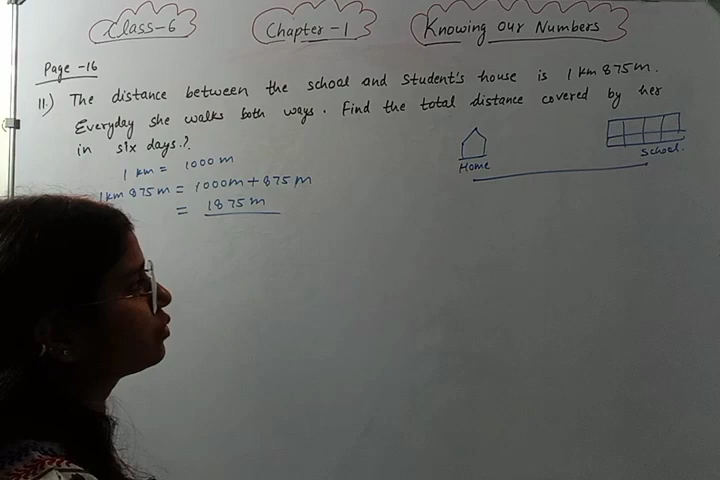 Class-6 Chapter-1 Knowing Our Numbers
Page -16
11.) The distance between the school and student's house is 1 km 875 m.
Everyday she walks both ways. Find the total distance covered by her
in six days.?
1 km = 1000 m
1 km 875 m = 1000 m + 875 m
= 1875 m
Home
School.